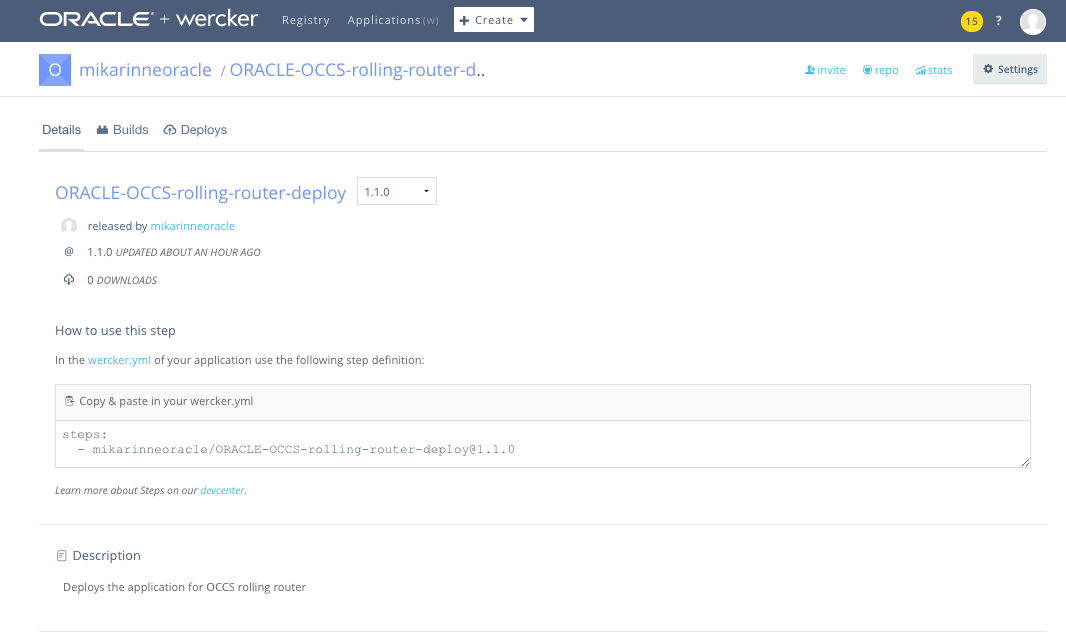 ORACLE + wercker Registry Applications(w) + Create 15 ?
O mikarinneoracle / ORACLE-OCCS-rolling-router-d.. invite repo stats Settings
Details Builds Deploys
ORACLE-OCCS-rolling-router-deploy 1.1.0
released by mikarinneoracle
@ 1.1.0 UPDATED ABOUT AN HOUR AGO
0 DOWNLOADS
How to use this step
In the wercker.yml of your application use the following step definition:
Copy & paste in your wercker.yml
steps:
- mikarinneoracle/ORACLE-OCCS-rolling-router-deploy@1.1.0
Learn more about Steps on our devcenter.
Description
Deploys the application for OCCS rolling router